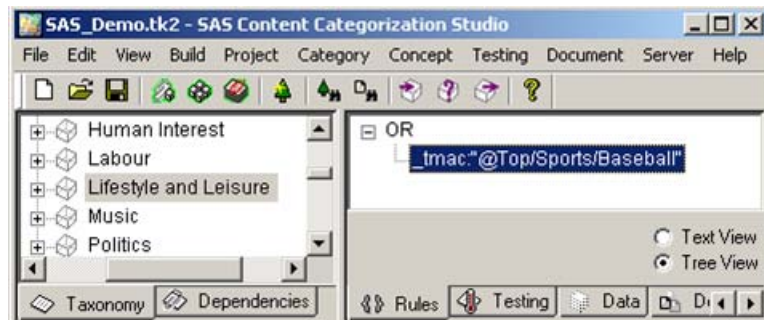 SAS_Demo.tk2 - SAS Content Categorization Studio
File Edit View Build Project Category Concept Testing Document Server Help
Human Interest
Labour
Lifestyle and Leisure
Music
Politics
Taxonomy Dependencies
OR
_tmac:"@Top/Sports/Baseball"
Text View
Tree View
Rules Testing Data